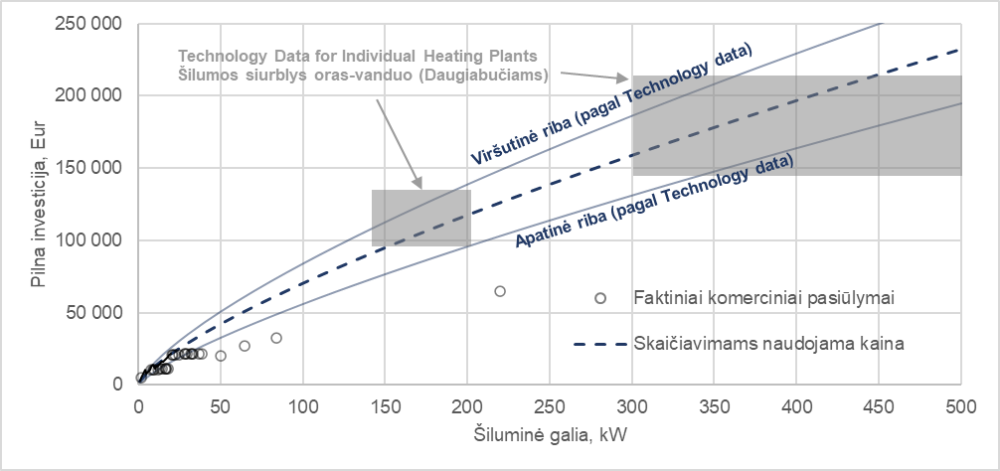 250 000
200 000
150 000
100 000
50 000
0
Pilna investicija, Eur
Technology Data for Individual Heating Plants
Šilumos siurblys oras-vanduo (Daugiabučiams)
Viršutinė riba (pagal Technology data)
Apatinė riba (pagal Technology data)
Faktiniai komerciniai pasiūlymai
Skaičiavimams naudojama kaina
0 50 100 150 200 250 300 350 400 450 500
Šiluminė galia, kW